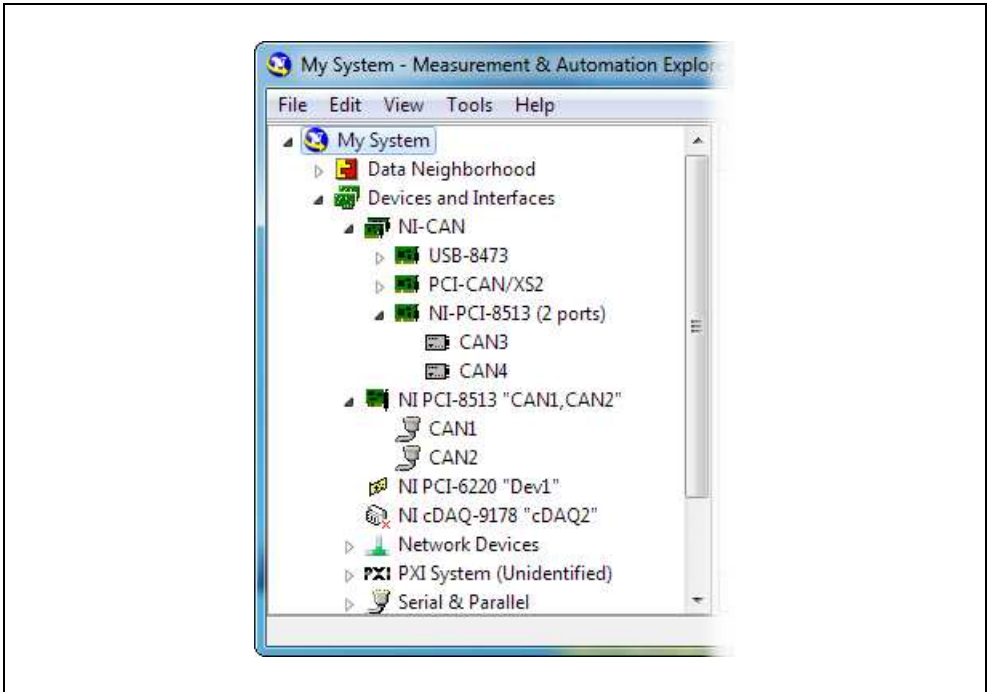 My System - Measurement & Automation Explore
File Edit View Tools Help
My System
Data Neighborhood
Devices and Interfaces
NI-CAN
USB-8473
PCI-CAN/XS2
NI-PCI-8513 (2 ports)
CAN3
CAN4
NI PCI-8513 "CAN1,CAN2"
CAN1
CAN2
NI PCI-6220 "Dev1"
NI cDAQ-9178 "cDAQ2"
Network Devices
PXI PXI System (Unidentified)
Serial & Parallel